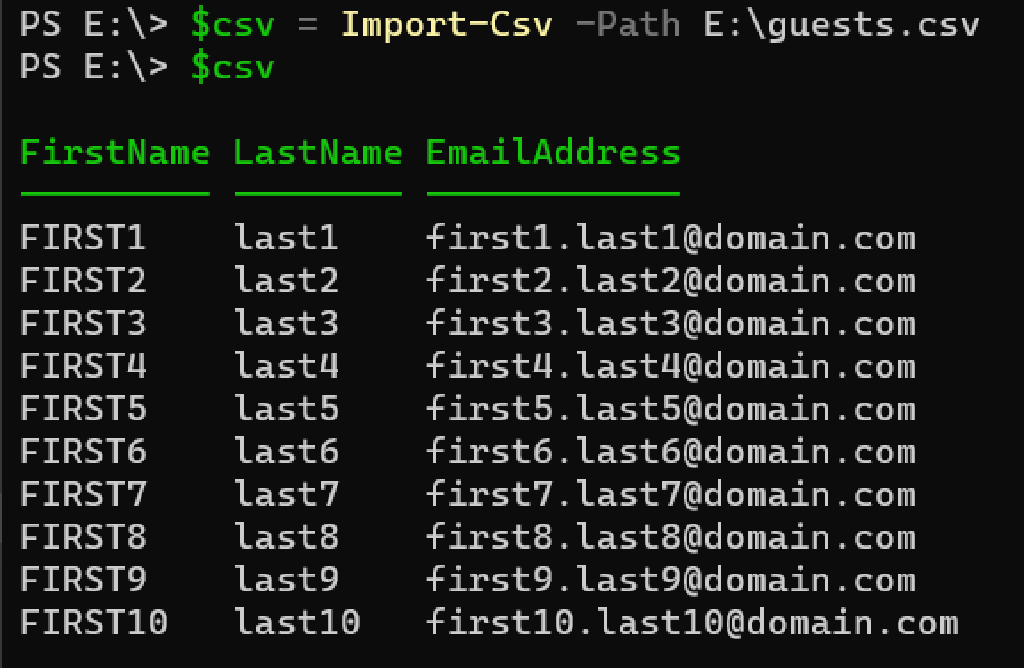 PS E:\> $csv = Import-Csv -Path E:\guests.csv
PS E:\> $csv
FirstName LastName EmailAddress
FIRST1 last1 first1.last1@domain.com
FIRST2 last2 first2.last2@domain.com
FIRST3 last3 first3.last3@domain.com
FIRST4 last4 first4.last4@domain.com
FIRST5 last5 first5.last5@domain.com
FIRST6 last6 first6.last6@domain.com
FIRST7 last7 first7.last7@domain.com
FIRST8 last8 first8.last8@domain.com
FIRST9 last9 first9.last9@domain.com
FIRST10 last10 first10.last10@domain.com